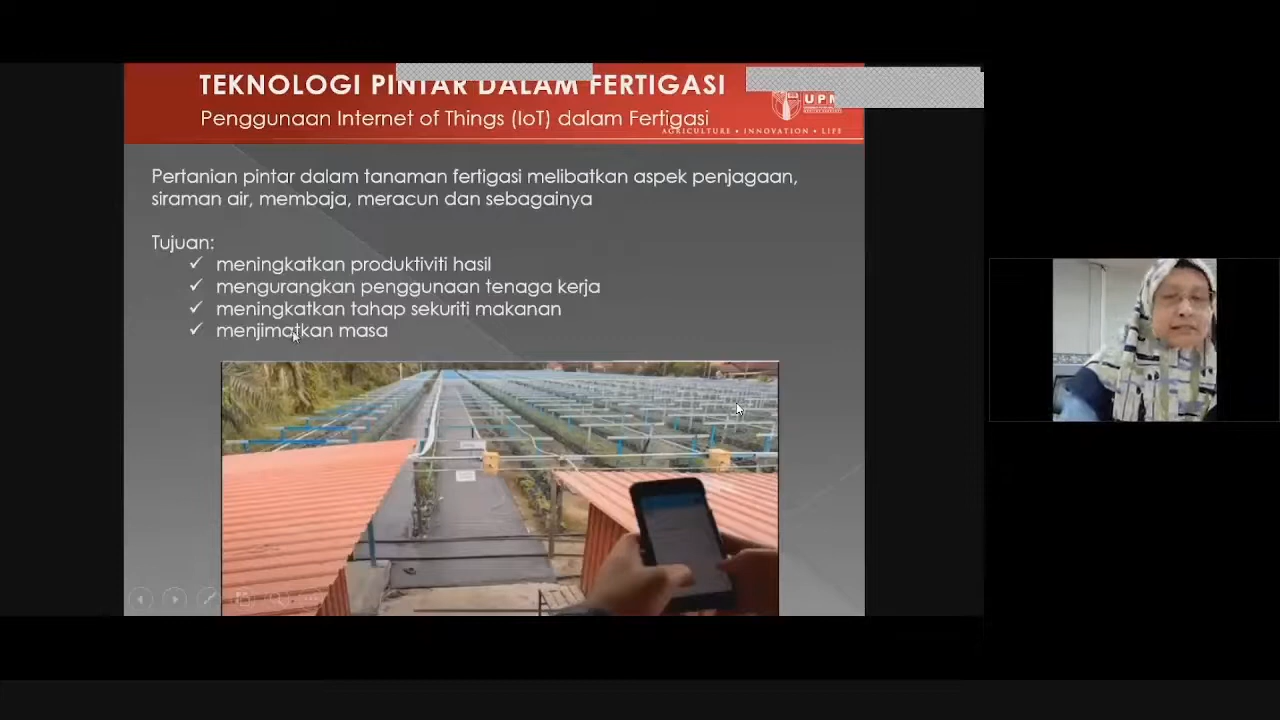 TEKNOLOGI PINTAR DALAM FERTIGASI
Penggunaan Internet of Things (IoT) dalam Fertigasi
UPM
AGRICULTURE • INNOVATION • LIFE
Pertanian pintar dalam tanaman fertigasi melibatkan aspek penjagaan,
siraman air, membaja, meracun dan sebagainya
Tujuan:
✓ meningkatkan produktiviti hasil
✓ mengurangkan penggunaan tenaga kerja
✓ meningkatkan tahap sekuriti makanan
✓ menjimatkan masa